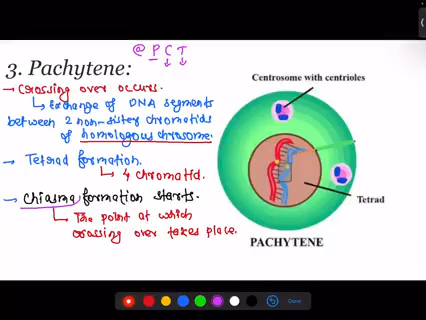 @ P C T
3. Pachytene:
→ Crossing over occurs.
↳ Exchange of DNA segments
between 2 non-sister chromatids
of homologous chrosome.
→ Tetrad formation.
↳ 4 chromatid.
→ Chiasma formation starts.
↳ The point at which
crossing over takes place.
Centrosome with centrioles
Tetrad
PACHYTENE
Done